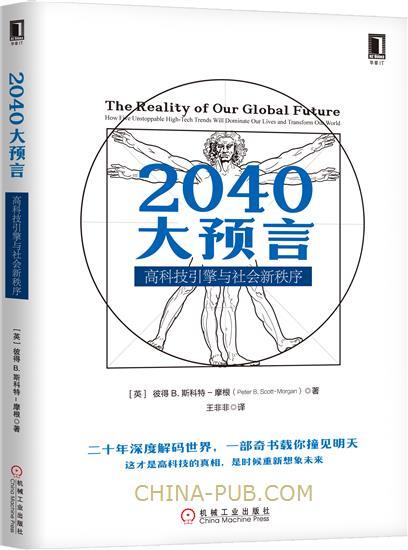 华章IT
The Reality of Our Global Future
How Five Unstoppable High-Tech Trends Will Dominate Our Lives and Transform Our World
2040
大预言
高科技引擎与社会新秩序
[英] 彼得 B. 斯科特-摩根 (Peter B. Scott-Morgan) 著
王非非·译
二十年深度解码世界,一部奇书载你撞见明天
这才是高科技的真相,是时候重新想象未来
CHINA-PUB.COM
机械工业出版社
China Machine Press
华章IT
2040大预言
高科技引擎与社会新秩序
[英] 彼得 B. 斯科特-摩根 著
机械工业出版社
China Machine Press